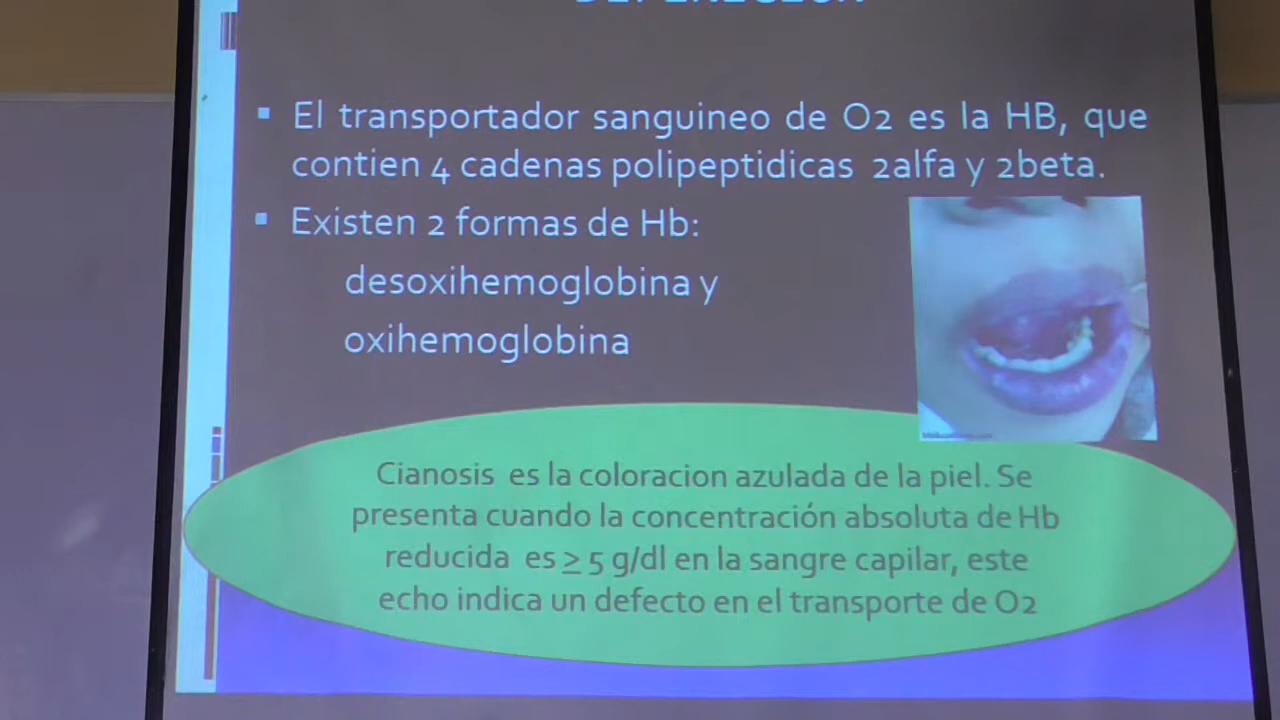 ▪ El transportador sanguineo de O2 es la HB, que
contien 4 cadenas polipeptidicas 2alfa y 2beta.
▪ Existen 2 formas de Hb:
desoxihemoglobina y
oxihemoglobina
Cianosis es la coloracion azulada de la piel. Se
presenta cuando la concentración absoluta de Hb
reducida es ≥ 5 g/dl en la sangre capilar, este
echo indica un defecto en el transporte de O2